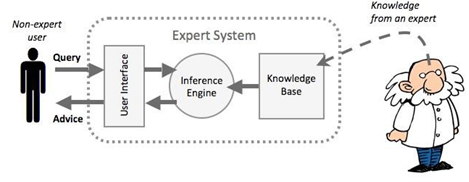 Non-expert
user
Query
Advice
Expert System
User Interface
Inference
Engine
Knowledge
Base
Knowledge
from an expert